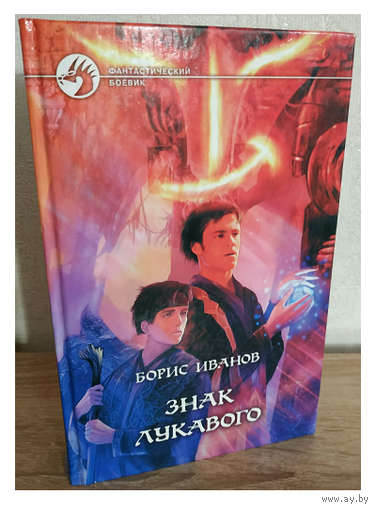 ФАНТАСТИЧЕСКИЙ
БОЕВИК
БОРИС ИВАНОВ
ЗНАК
ЛУКАВОГО
www.ay.by